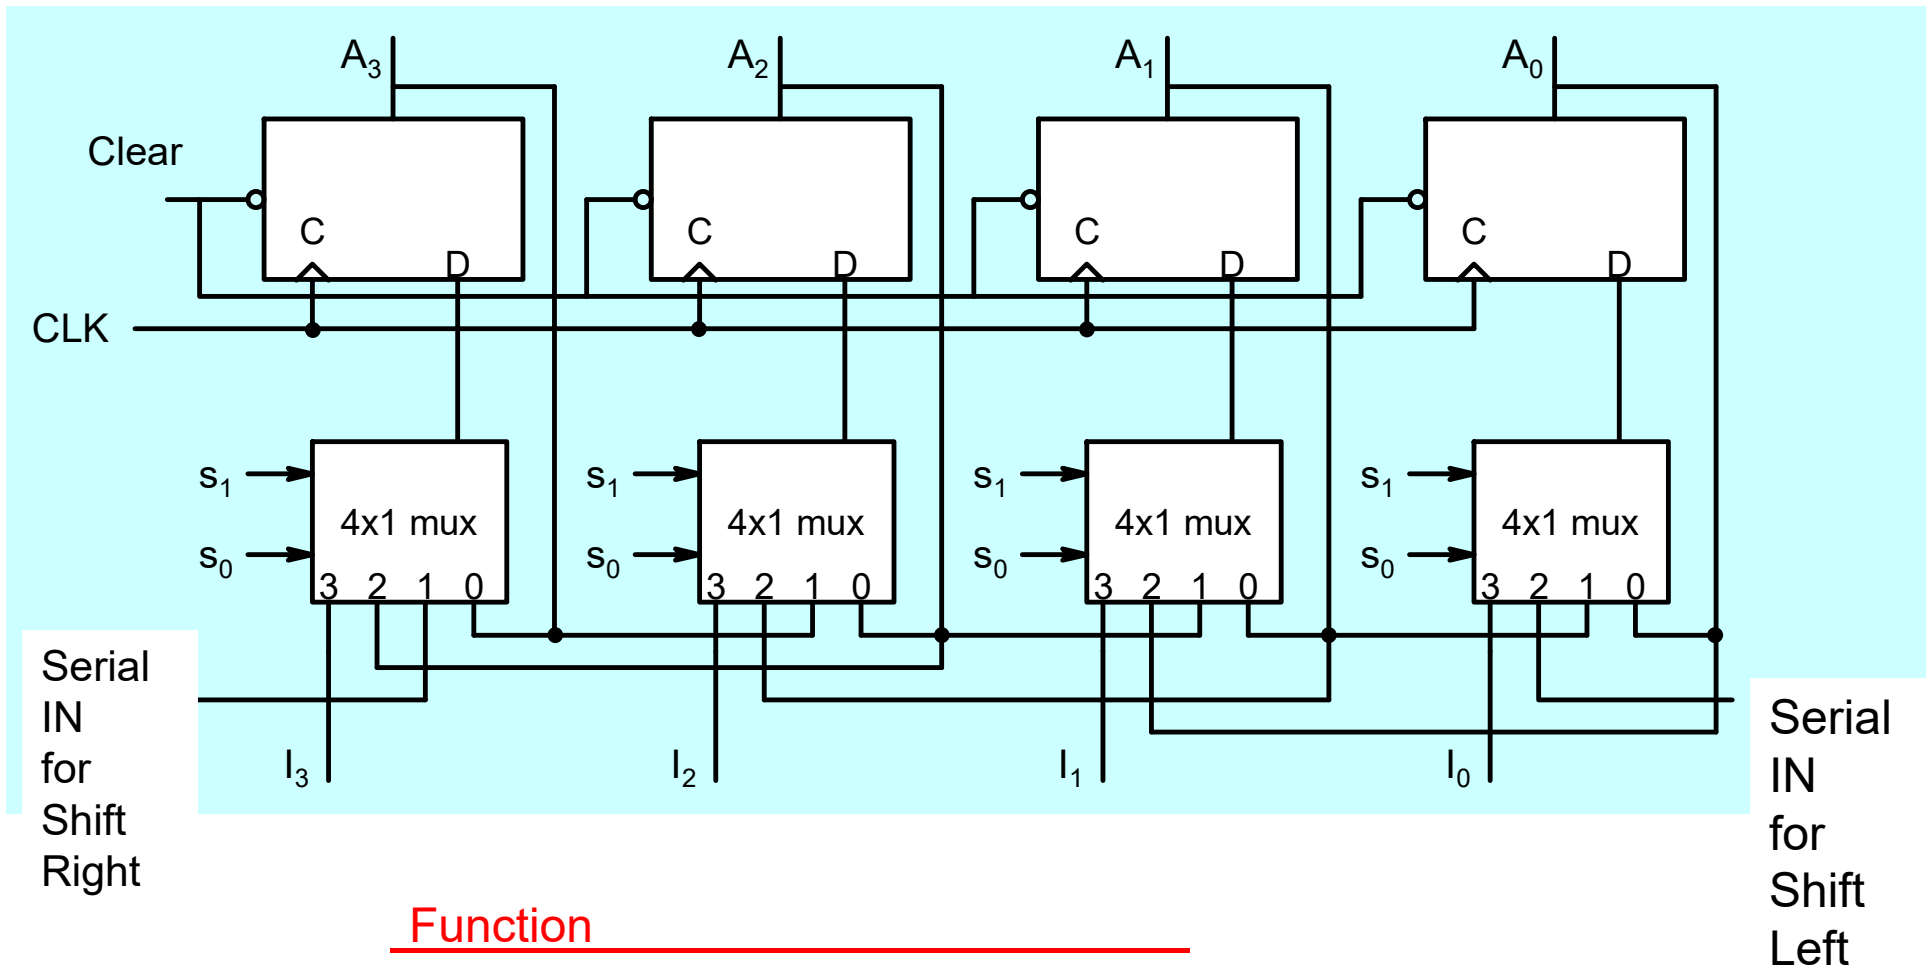 A3 A2 A1 A0
Clear
C C C C
D D D D
CLK
s1 s1 s1 s1
4x1 mux 4x1 mux 4x1 mux 4x1 mux
s0 s0 s0 s0
3 2 1 0 3 2 1 0 3 2 1 0 3 2 1 0
Serial
IN
for
Shift
Right
I3 I2 I1 I0
Serial
IN
for
Shift
Left
Function